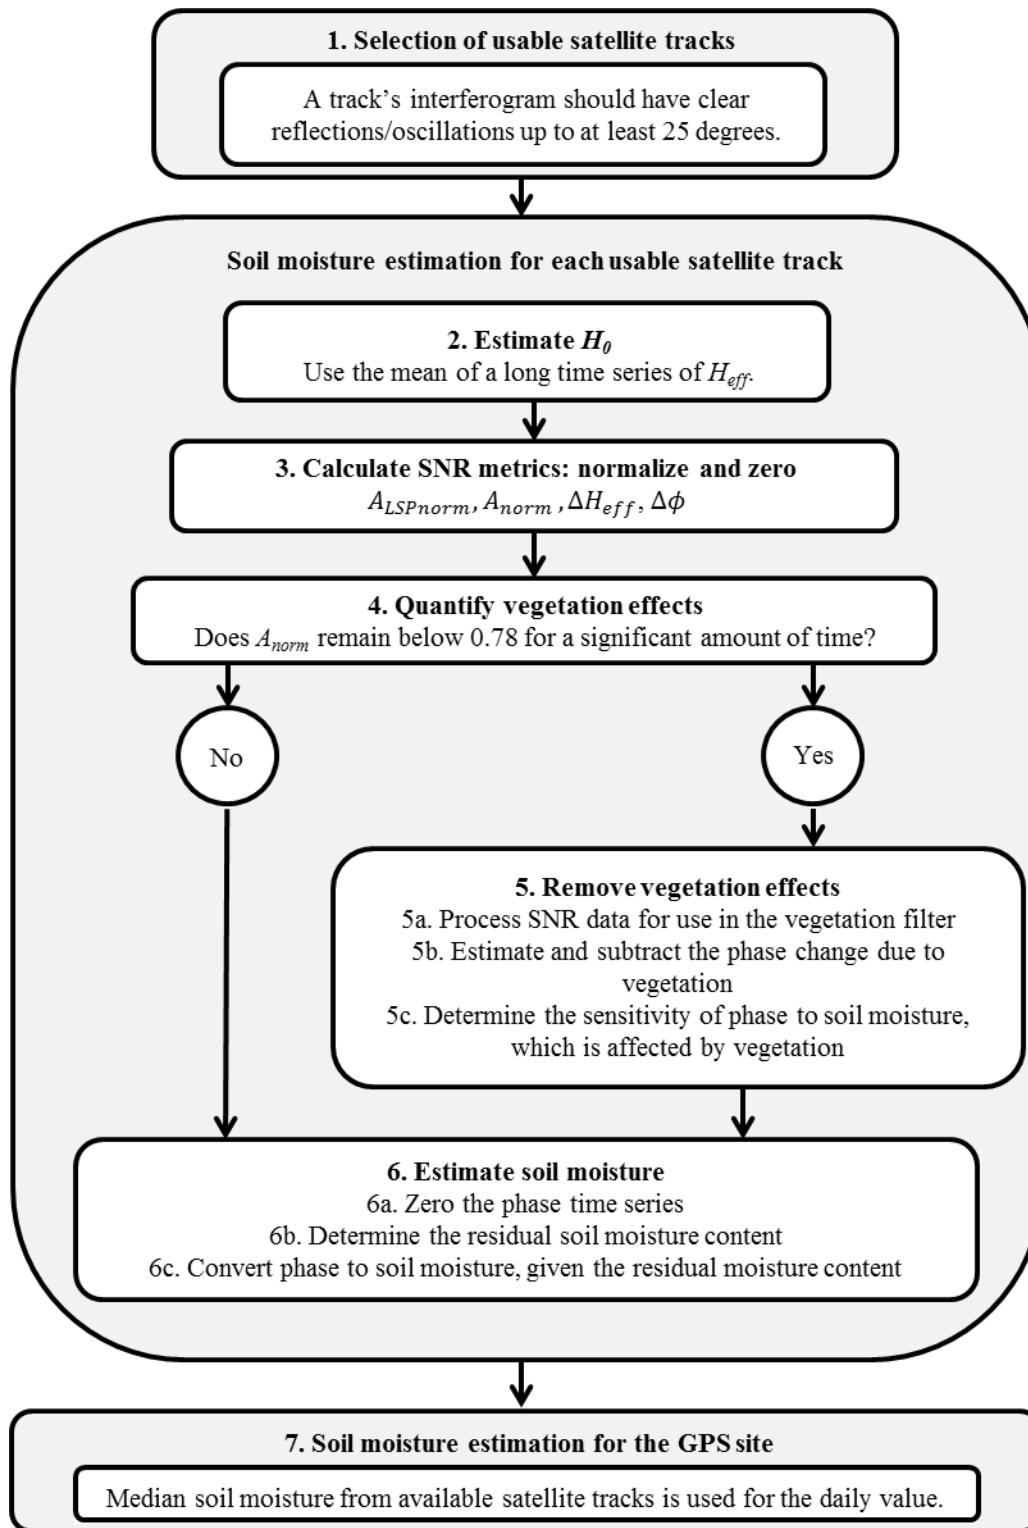 1. Selection of usable satellite tracks
A track's interferogram should have clear
reflections/oscillations up to at least 25 degrees.
Soil moisture estimation for each usable satellite track
2. Estimate H₀
Use the mean of a long time series of H_eff.
3. Calculate SNR metrics: normalize and zero
A_LSPnorm, A_norm, ΔH_eff, Δϕ
4. Quantify vegetation effects
Does A_norm remain below 0.78 for a significant amount of time?
No
Yes
5. Remove vegetation effects
5a. Process SNR data for use in the vegetation filter
5b. Estimate and subtract the phase change due to
vegetation
5c. Determine the sensitivity of phase to soil moisture,
which is affected by vegetation
6. Estimate soil moisture
6a. Zero the phase time series
6b. Determine the residual soil moisture content
6c. Convert phase to soil moisture, given the residual moisture content
7. Soil moisture estimation for the GPS site
Median soil moisture from available satellite tracks is used for the daily value.